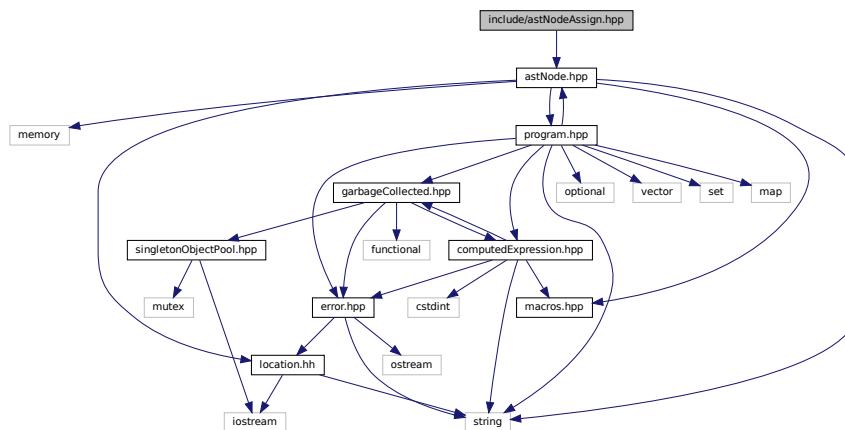 include/astNodeAssign.hpp
astNode.hpp
memory
program.hpp
garbageCollected.hpp
optional
vector
set
map
singletonObjectPool.hpp
functional
computedExpression.hpp
mutex
error.hpp
cstdint
macros.hpp
location.hh
ostream
iostream
string